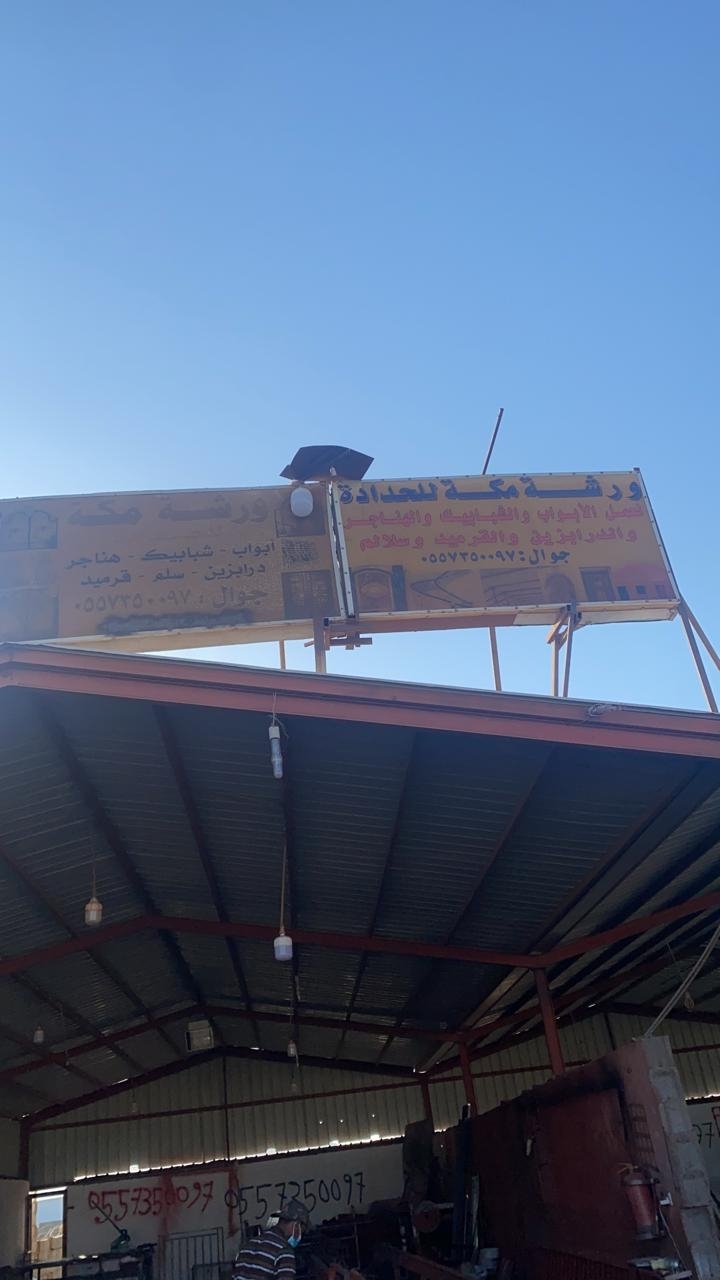 ورشة مكة للحدادة
نعمل الأبواب والشبابيك والهناجر
والدرابزين والقرميد وسلالم
جوال : ٠٥٥٧٣٥٠٠٩٧
ورشة مكة
ابواب - شبابيك - هناجر
درابزين - سلم - قرميد
جوال : ٠٥٥٧٣٥٠٠٩٧
0557350097
0557350097